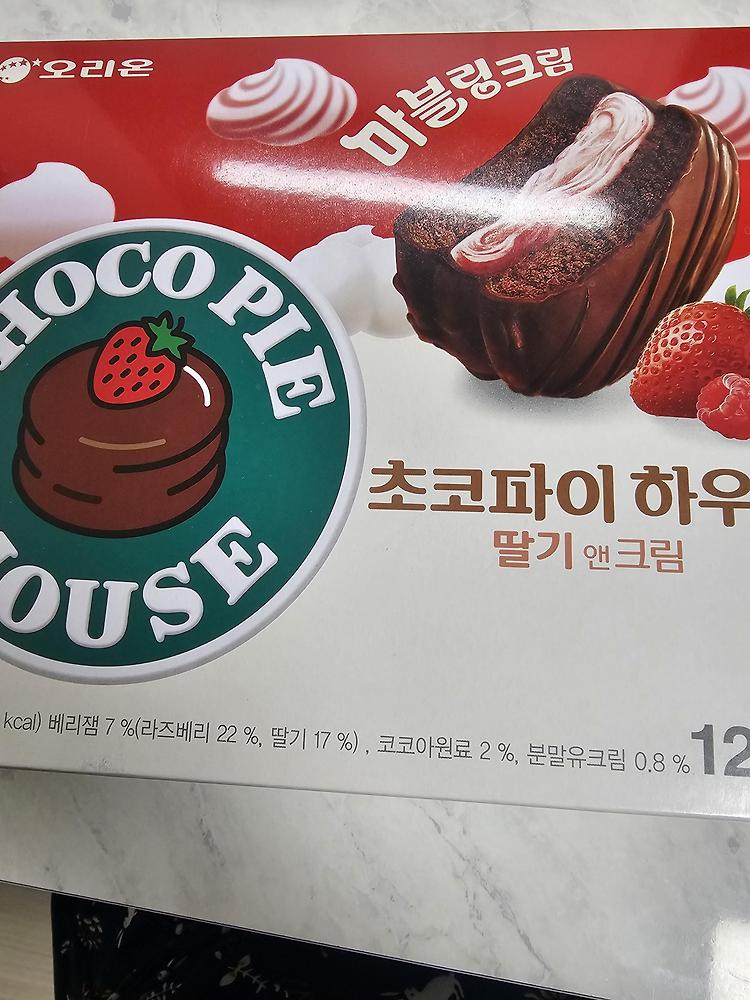 오리온
마블링크림
HOCO PIE
HOUSE
초코파이 하우
딸기 앤크림
kcal) 베리잼 7 %(라즈베리 22 %, 딸기 17 %) , 코코아원료 2 %, 분말유크림 0.8 %
12